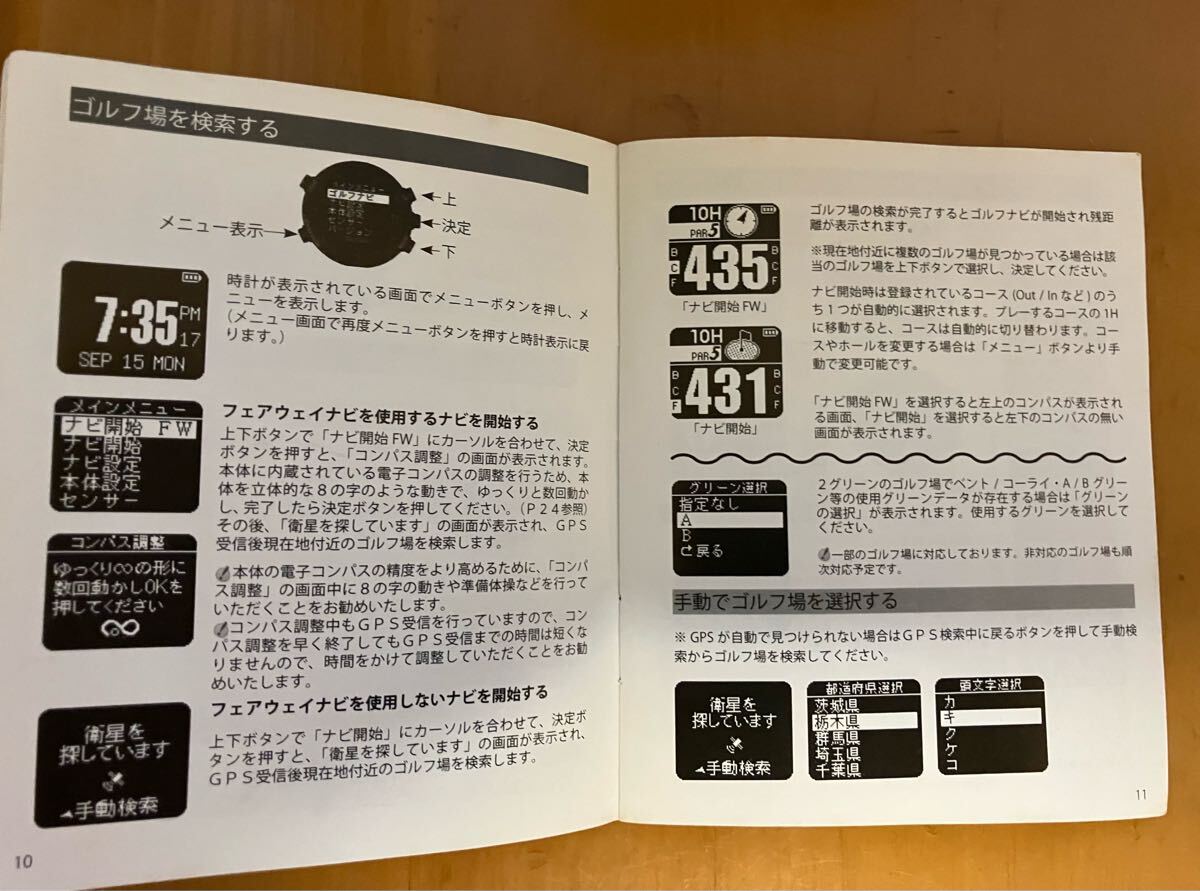 ゴルフ場を検索する
メインメニュー
ゴルフナビ
本体設定
センサー
バージョン
メニュー表示
上
決定
下
7:35 PM
17
SEP 15 MON
時計が表示されている画面でメニューボタンを押し、メ
ニューを表示します。
(メニュー画面で再度メニューボタンを押すと時計表示に戻
ります。)
メインメニュー
ナビ開始 FW
ナビ開始
ナビ設定
本体設定
センサー
フェアウェイナビを使用するナビを開始する
上下ボタンで「ナビ開始 FW」にカーソルを合わせて、決定
ボタンを押すと、「コンパス調整」の画面が表示されます。
本体に内蔵されている電子コンパスの調整を行うため、本
体を立体的な8の字のような動きで、ゆっくりと数回動か
し、完了したら決定ボタンを押してください。(P24参照)
その後、「衛星を探しています」の画面が表示され、GPS
受信後現在地付近のゴルフ場を検索します。
コンパス調整
ゆっくり∞の形に
数回動かしOKを
押してください
本体の電子コンパスの精度をより高めるために、「コンパ
ス調整」の画面中に8の字の動きや準備体操などを行って
いただくことをお勧めいたします。
コンパス調整中もGPS受信を行っていますので、コン
パス調整を早く終了してもGPS受信までの時間は短くな
りませんので、時間をかけて調整していただくことをお勧
めいたします。
フェアウェイナビを使用しないナビを開始する
衛星を
探しています
手動検索
上下ボタンで「ナビ開始」にカーソルを合わせて、決定ボ
タンを押すと、「衛星を探しています」の画面が表示され、
GPS受信後現在地付近のゴルフ場を検索します。
10
10H
PAR5
B
C
F
435
B
C
F
「ナビ開始 FW」
10H
PAR5
B
C
F
431
B
C
F
「ナビ開始」
ゴルフ場の検索が完了するとゴルフナビが開始され残距
離が表示されます。
※現在地付近に複数のゴルフ場が見つかっている場合は該
当のゴルフ場を上下ボタンで選択し、決定してください。
ナビ開始時は登録されているコース (Out / In など) のう
ち1つが自動的に選択されます。プレーするコースの 1H
に移動すると、コースは自動的に切り替わります。コー
スやホールを変更する場合は「メニュー」ボタンより手
動で変更可能です。
「ナビ開始 FW」を選択すると左上のコンパスが表示され
る画面、「ナビ開始」を選択すると左下のコンパスの無い
画面が表示されます。
グリーン選択
指定なし
A
B
戻る
2グリーンのゴルフ場でベント / コーライ・A / B グリー
ン等の使用グリーンデータが存在する場合は「グリーン
の選択」が表示されます。使用するグリーンを選択して
ください。
一部のゴルフ場に対応しております。非対応のゴルフ場も順
次対応予定です。
手動でゴルフ場を選択する
※ GPS が自動で見つけられない場合はGPS検索中に戻るボタンを押して手動検
索からゴルフ場を検索してください。
衛星を
探しています
手動検索
都道府県選択
茨城県
栃木県
群馬県
埼玉県
千葉県
頭文字選択
カ
キ
ク
ケ
コ
11